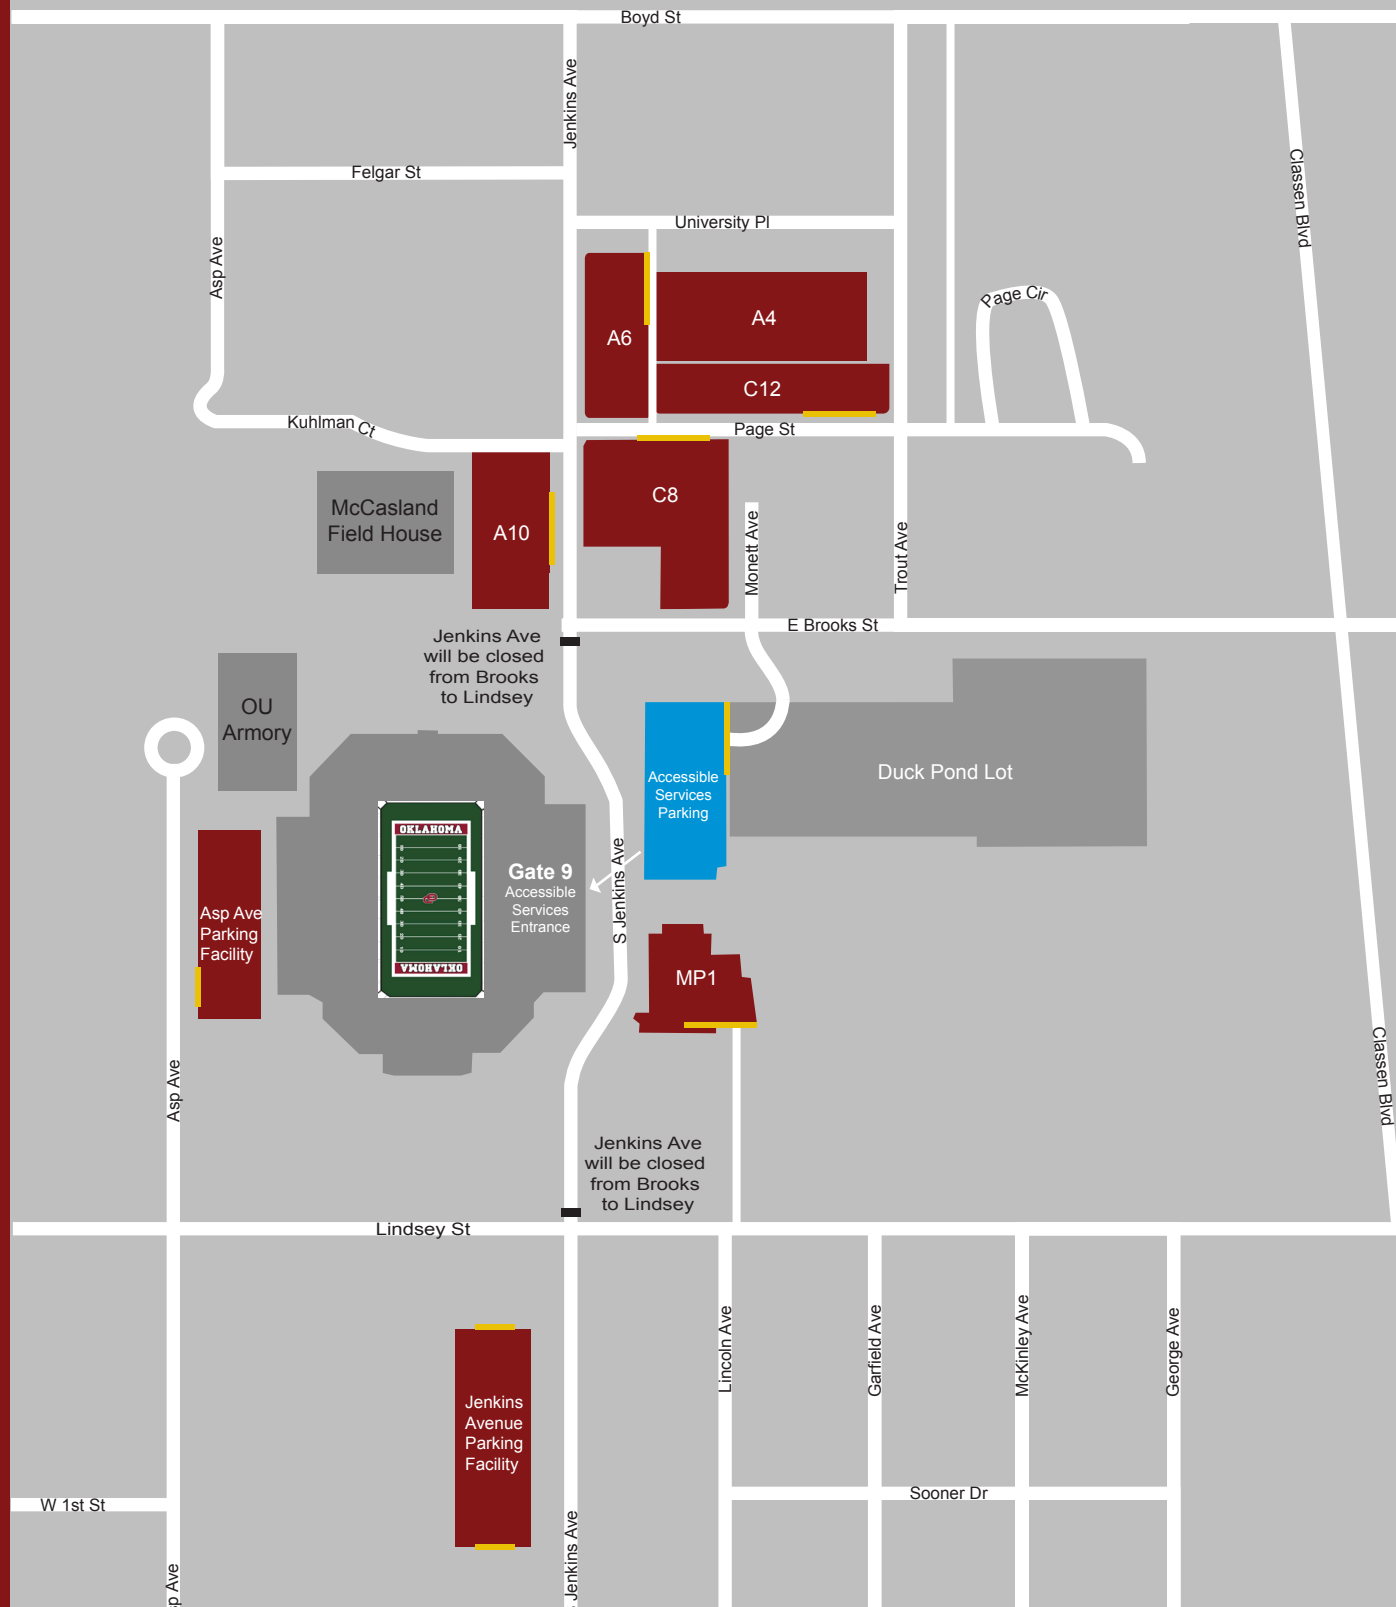 Boyd St
Jenkins Ave
Felgar St
Classen Blvd
University Pl
Asp Ave
Page Cir
A4
A6
C12
Kuhlman Ct
Page St
C8
McCasland
Field House
A10
Monett Ave
Trout Ave
E Brooks St
Jenkins Ave
will be closed
from Brooks
to Lindsey
OU
Armory
Accessible
Services
Parking
Duck Pond Lot
OKLAHOMA
S Jenkins Ave
Gate 9
Accessible
Services
Entrance
Asp Ave
Parking
Facility
OKLAHOMA
MP1
Classen Blvd
Asp Ave
Jenkins Ave
will be closed
from Brooks
to Lindsey
Lindsey St
Lincoln Ave
Garfield Ave
McKinley Ave
George Ave
Jenkins
Avenue
Parking
Facility
Sooner Dr
W 1st St
Jenkins Ave
Ave